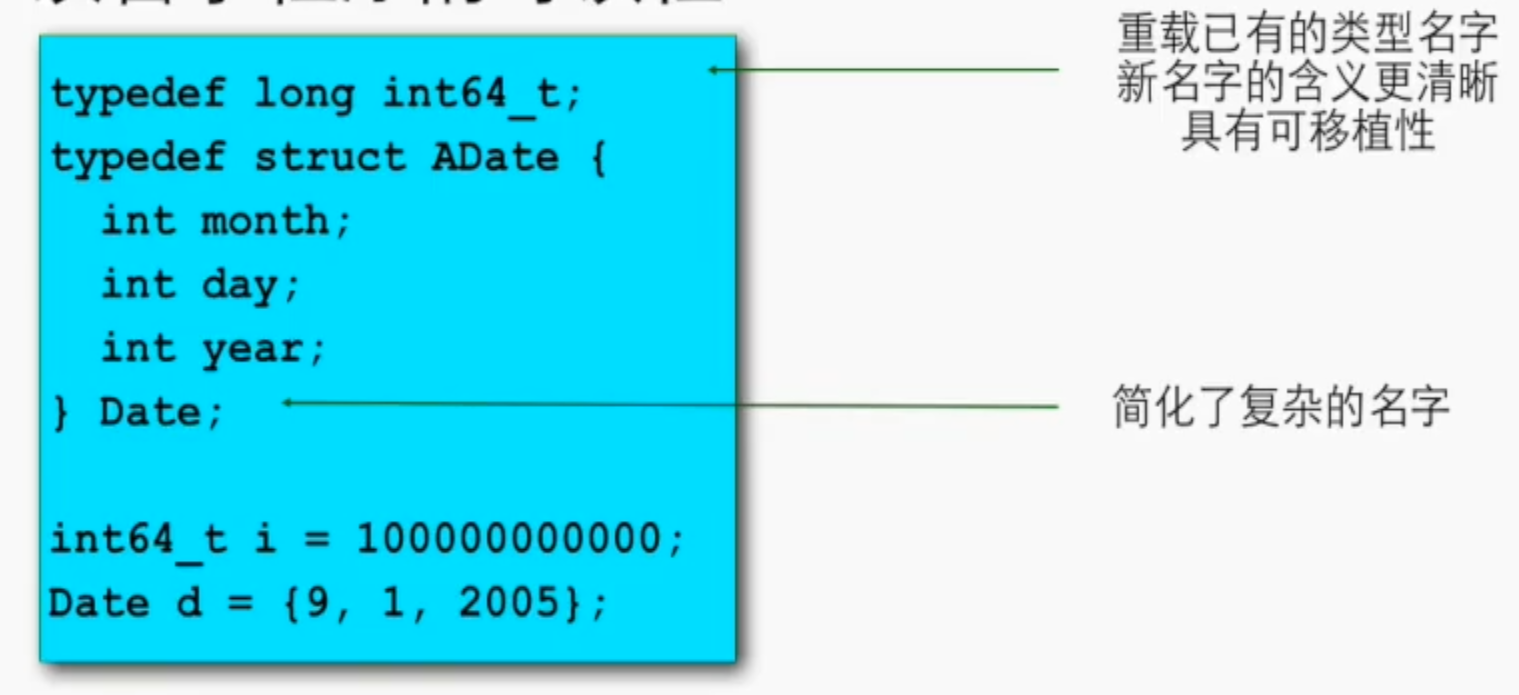 typedef long int64_t;
typedef struct ADate {
int month;
int day;
int year;
} Date;
int64_t i = 100000000000;
Date d = {9, 1, 2005};
重载已有的类型名字
新名字的含义更清晰
具有可移植性
简化了复杂的名字